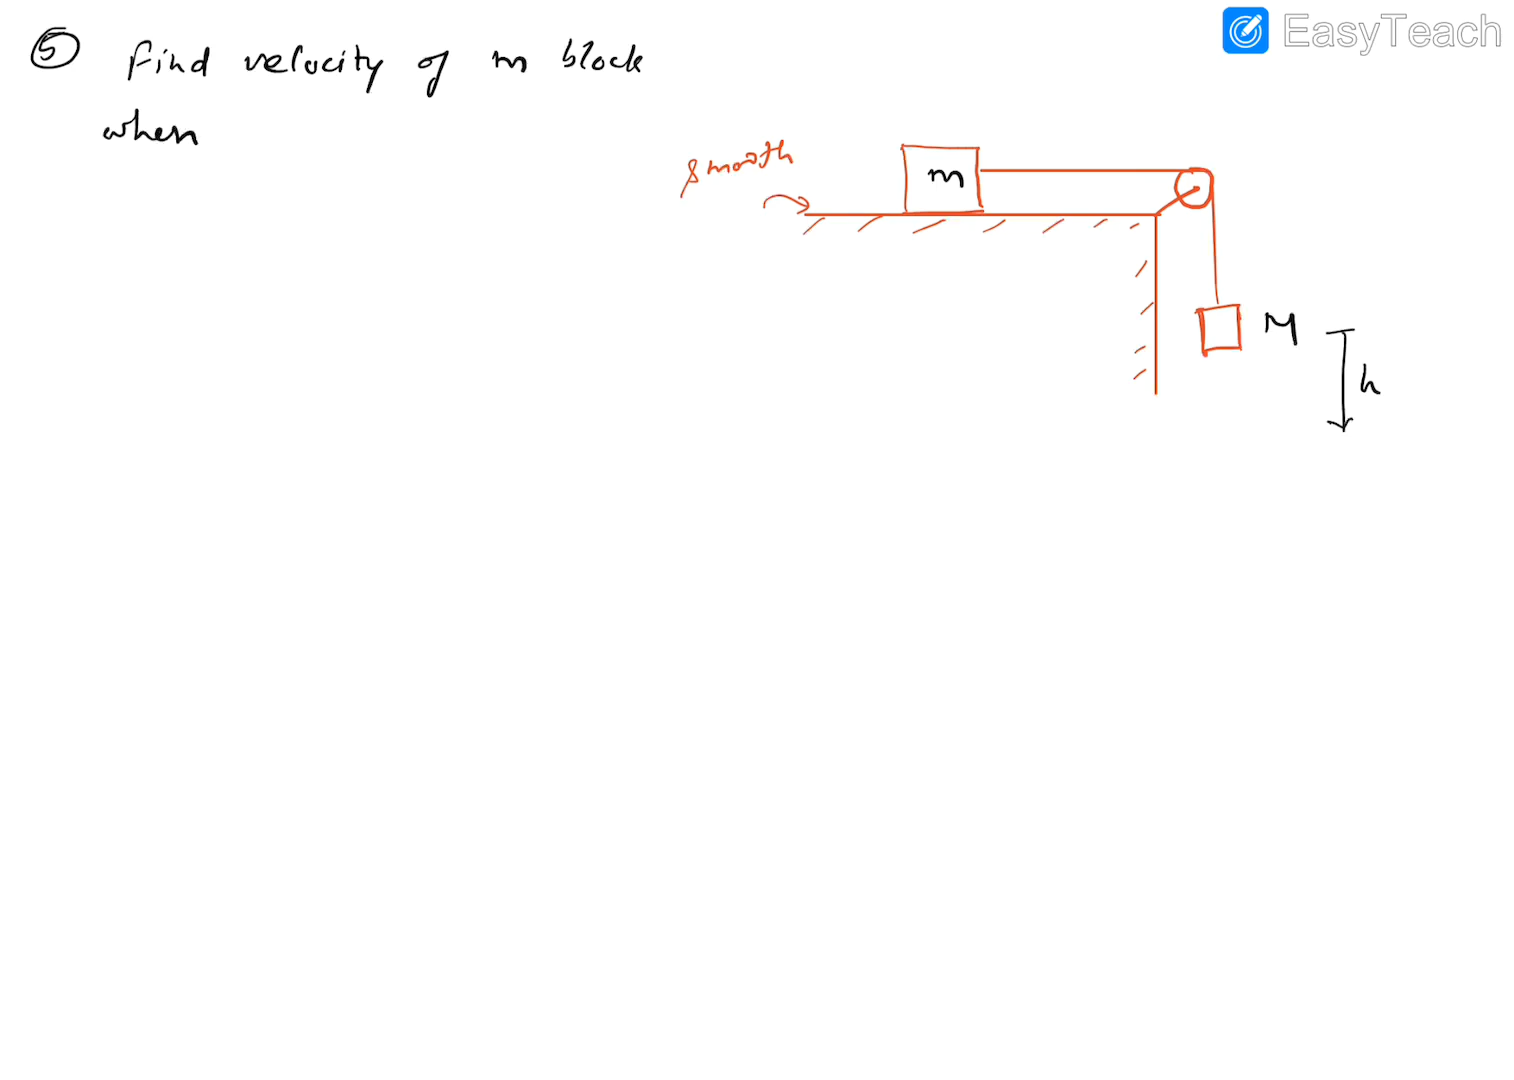 EasyTeach
⑤ Find velocity of m block
when
smooth
m
M
h